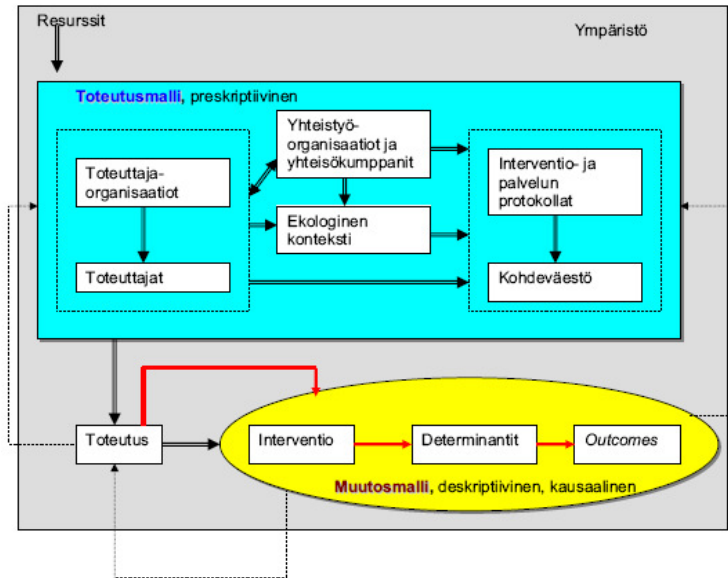 Resurssit
Ympäristö
Toteutusmalli, preskriptiivinen
Yhteistyö-
organisaatiot ja
yhteisökumppanit
Toteuttaja-
organisaatiot
Interventio- ja
palvelun
protokollat
Ekologinen
konteksti
Toteuttajat
Kohdeväestö
Toteutus
Interventio
Determinantit
Outcomes
Muutosmalli, deskriptiivinen, kausaalinen